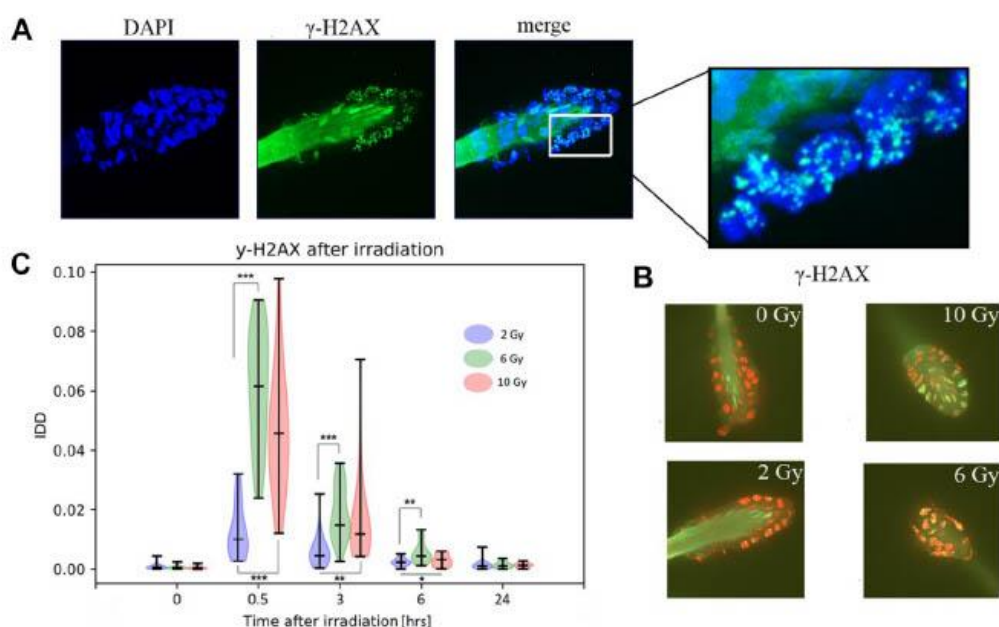 A
DAPI
γ-H2AX
merge
C
y-H2AX after irradiation
0.10
0.08
0.06
0.04
0.02
0.00
IDD
***
***
**
***
**
*
2 Gy
6 Gy
10 Gy
0
0.5
3
6
24
Time after irradiation [hrs]
B
γ-H2AX
0 Gy
10 Gy
2 Gy
6 Gy